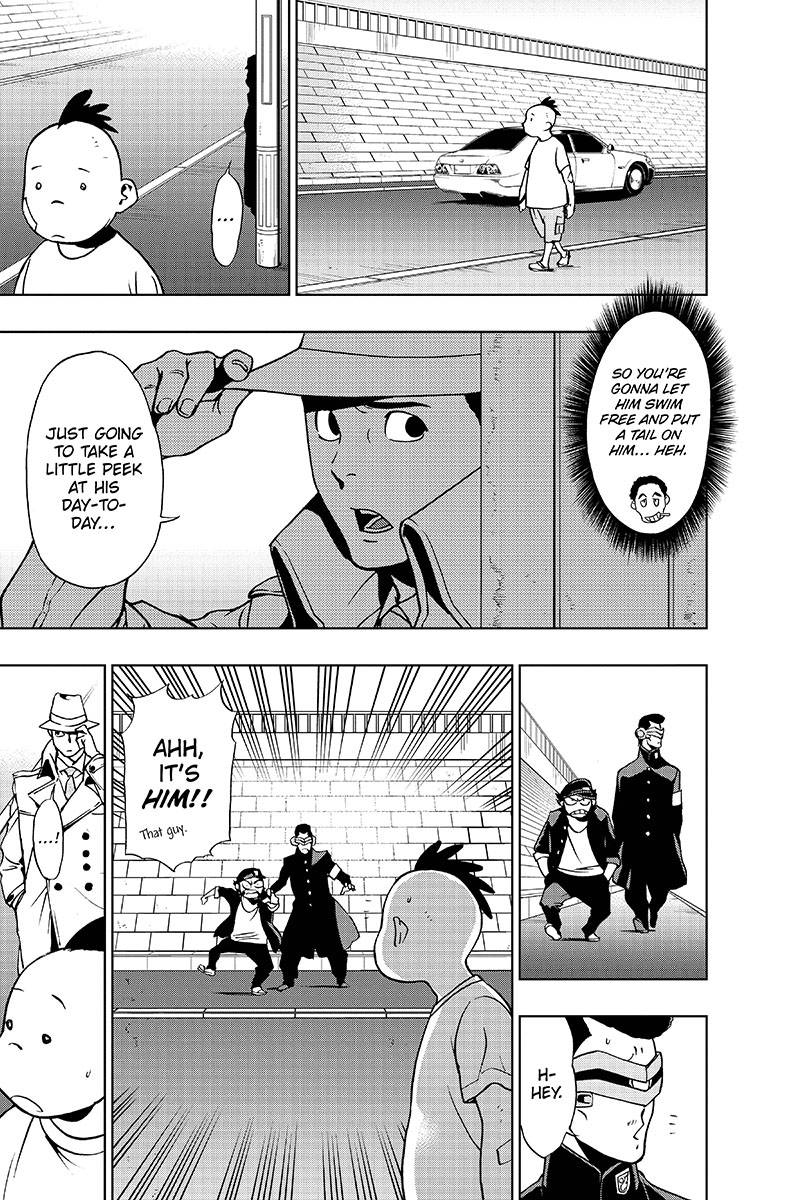 ...
SO YOU'RE
GONNA LET
HIM SWIM
FREE AND PUT
A TAIL ON
HIM... HEH.
JUST GOING
TO TAKE A
LITTLE PEEK
AT HIS
DAY-TO-
DAY...
H-
HEY.
AHH,
IT'S
HIM!!
That guy.
...!